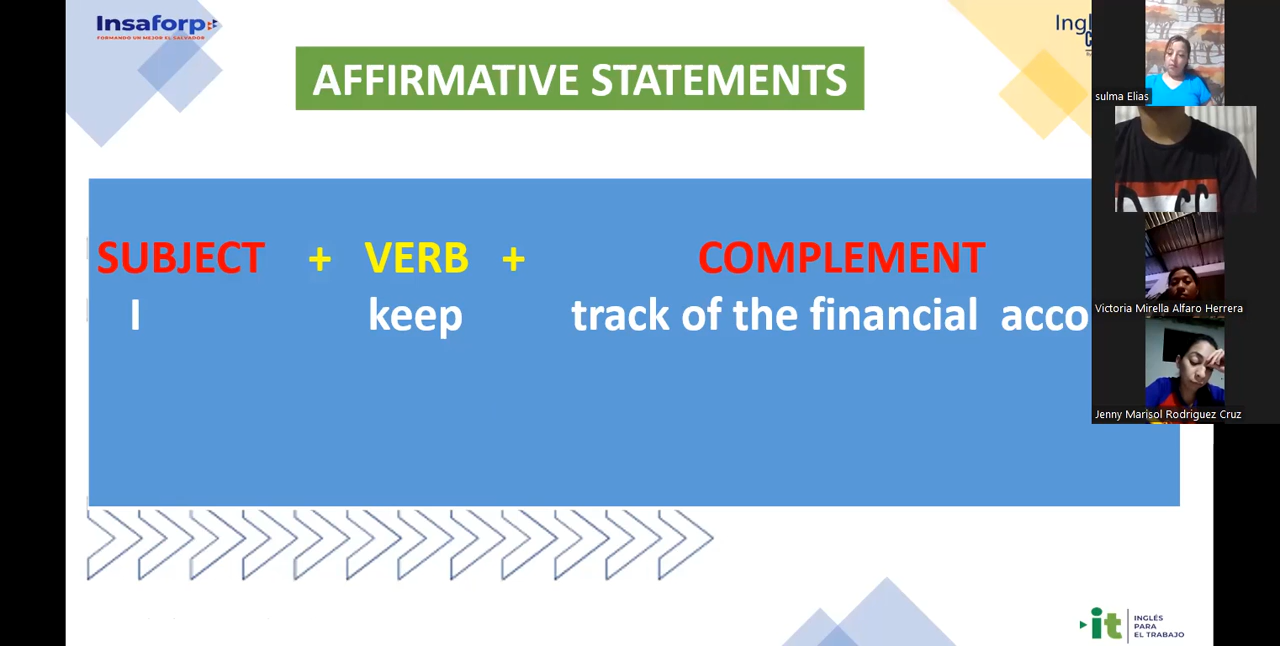 Insaforp
FORMANDO UN MEJOR EL SALVADOR
AFFIRMATIVE STATEMENTS
SUBJECT + VERB + COMPLEMENT
I keep track of the financial acco
sulma Elias
Victoria Mirella Alfaro Herrera
Jenny Marisol Rodriguez Cruz
it
INGLÉS
PARA
EL TRABAJO